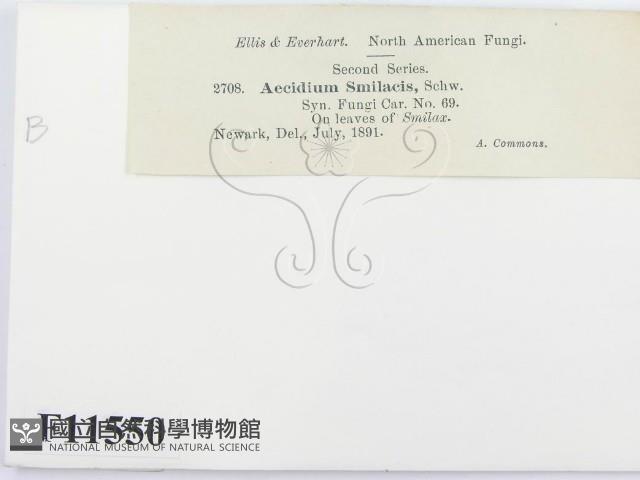 Ellis & Everhart. North American Fungi.
Second Series.
2708. Aecidium Smilacis, Schw.
Syn. Fungi Car. No. 69.
On leaves of Smilax.
Newark, Del., July, 1891.
A. Commons.
B
F11550
國立自然科學博物館
NATIONAL MUSEUM OF NATURAL SCIENCE